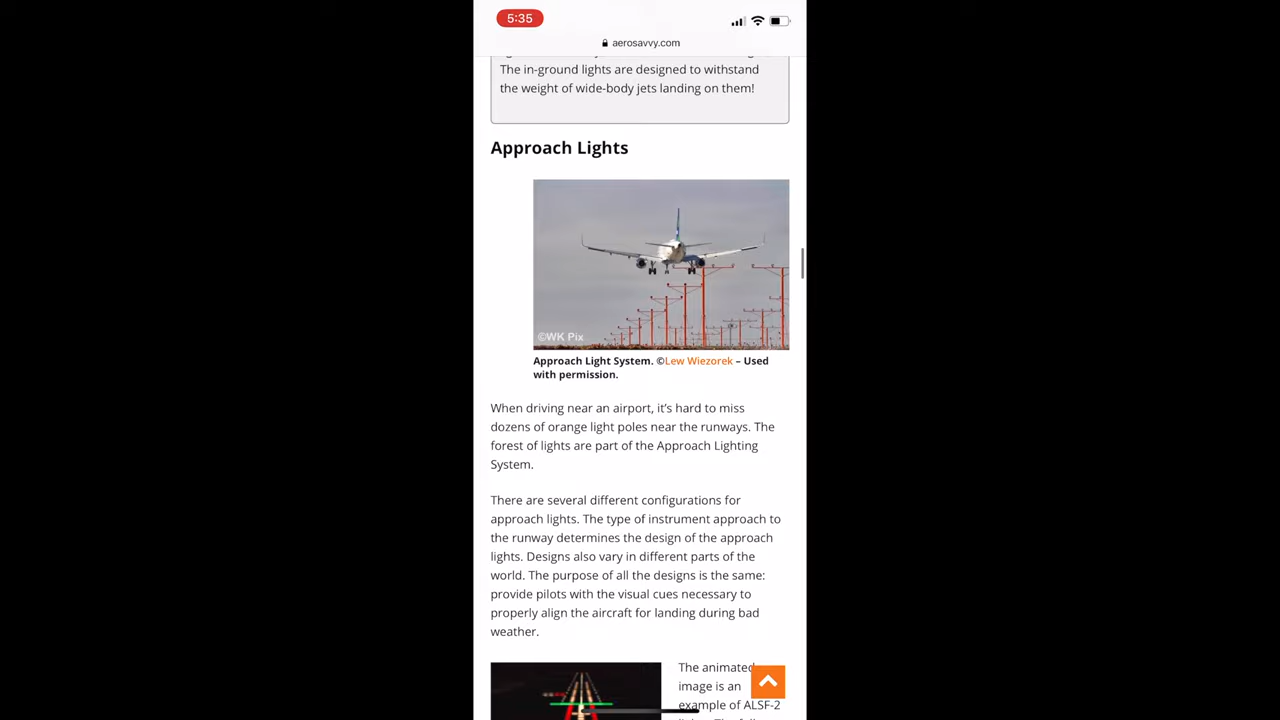 5:35
aerosavvy.com
The in-ground lights are designed to withstand
the weight of wide-body jets landing on them!
Approach Lights
©WK Pix
Approach Light System. ©Lew Wiezorek – Used
with permission.
When driving near an airport, it's hard to miss
dozens of orange light poles near the runways. The
forest of lights are part of the Approach Lighting
System.
There are several different configurations for
approach lights. The type of instrument approach to
the runway determines the design of the approach
lights. Designs also vary in different parts of the
world. The purpose of all the designs is the same:
provide pilots with the visual cues necessary to
properly align the aircraft for landing during bad
weather.
The animated
image is an
example of ALSF-2